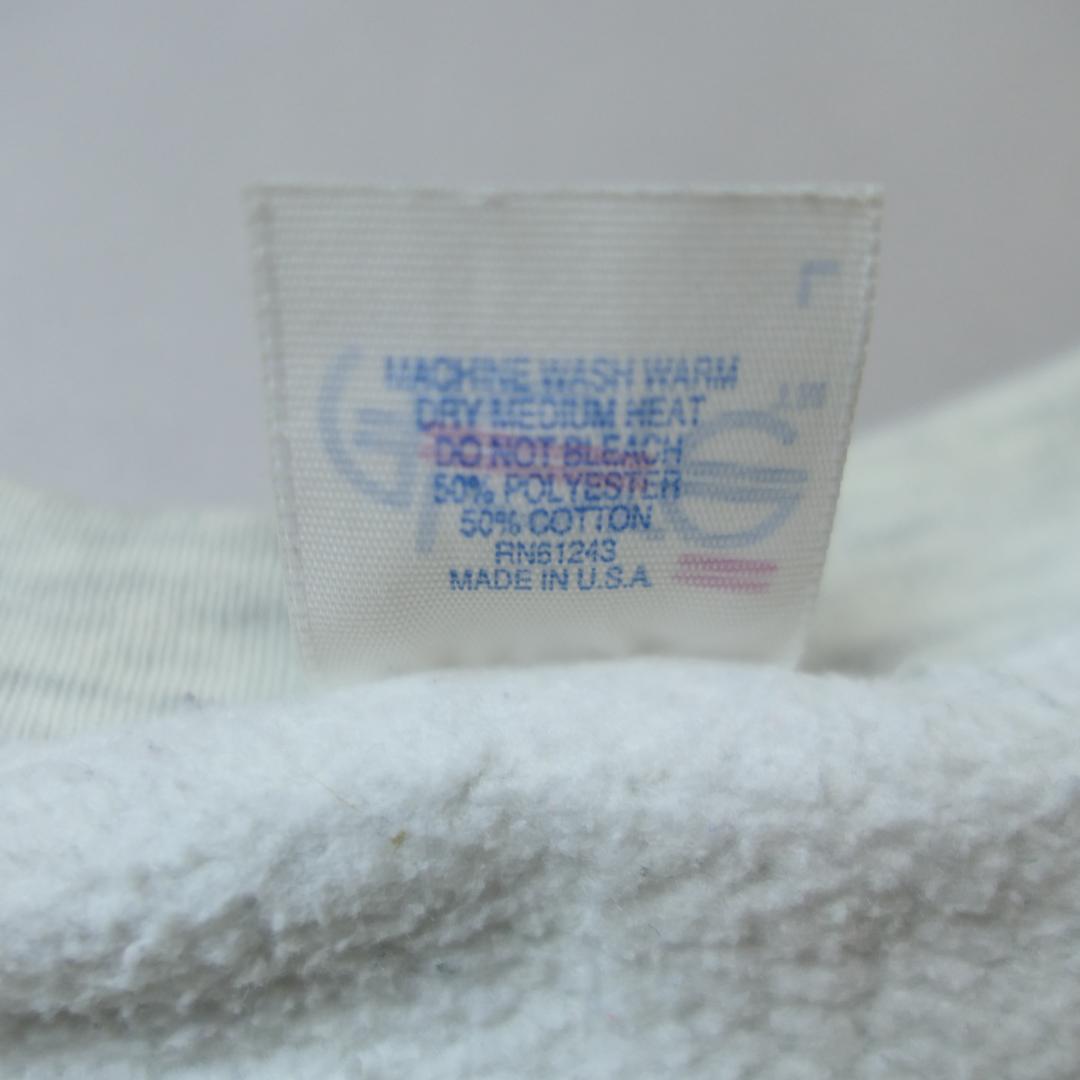 MACHINE WASH WARM
DRY MEDIUM HEAT
DO NOT BLEACH
50% POLYESTER
50% COTTON
RN61243
MADE IN U.S.A.